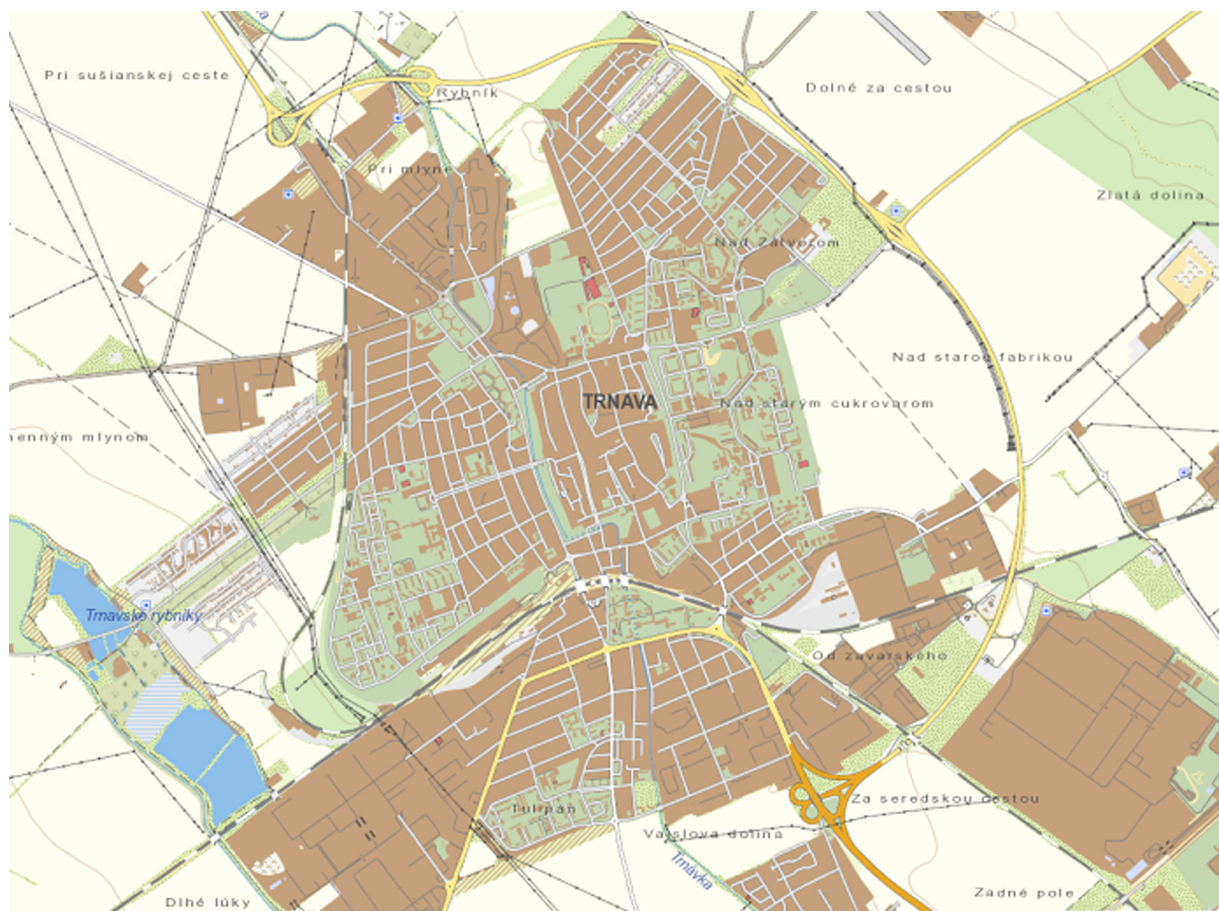 Pri sušianskej ceste
Rybník
Dolné za cestou
Pri mlyne
Zlatá dolina
Nad Zátvorom
Nad starou fabrikou
TRNAVA
Nad starým cukrovarom
menným mlynom
Trnavské rybníky
Od zavarského
Tulipán
Za seredskou cestou
Vajslova dolina
Trnávka
Dlhé lúky
Zadné pole